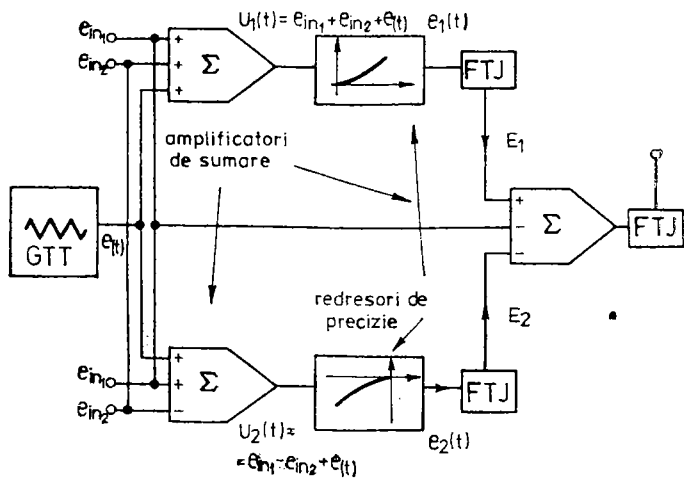 U₁(t) = e_in₁ + e_in₂ + e(t)
e₁(t)
e_in₁
e_in₂
+
+
+
Σ
FTJ
E₁
amplificatori
de sumare
GTT
e(t)
+
−
−
Σ
FTJ
redresori de
precizie
E₂
e_in₁
e_in₂
+
+
−
Σ
FTJ
U₂(t) =
= e_in₁ − e_in₂ + e(t)
e₂(t)